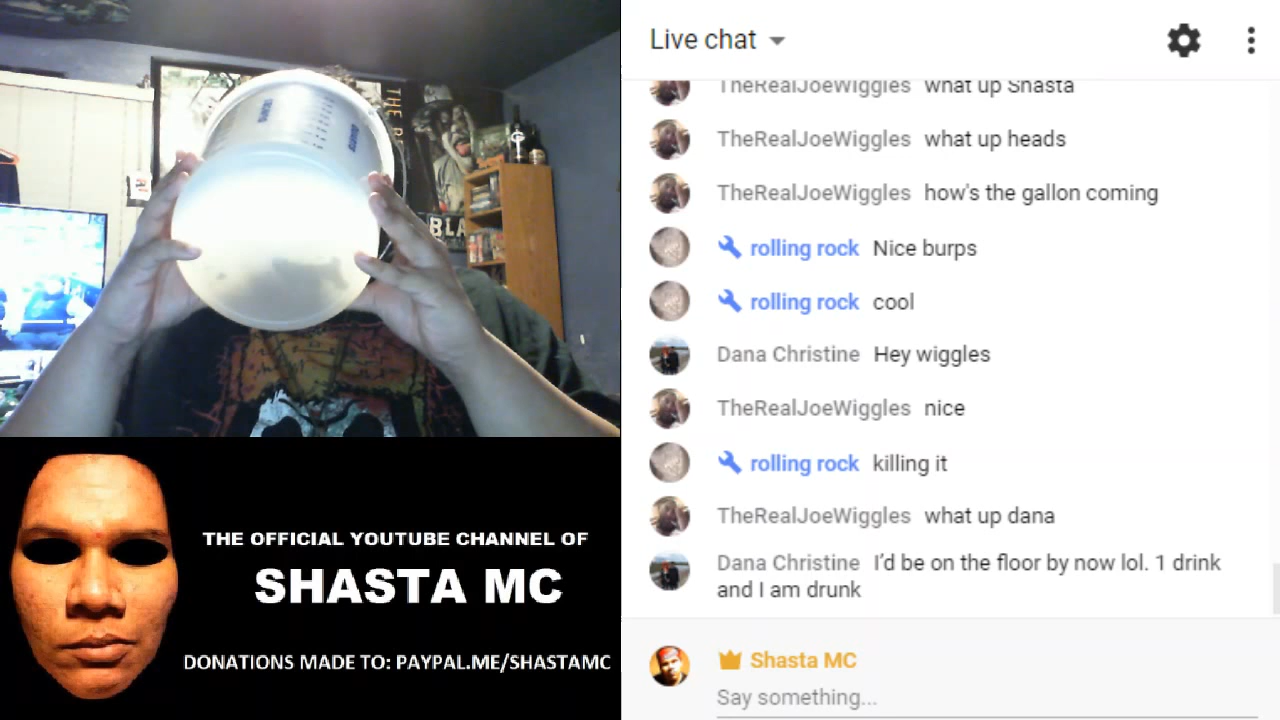 THE
BLA
Live chat
TheRealJoeWiggles what up Shasta
TheRealJoeWiggles what up heads
TheRealJoeWiggles how's the gallon coming
rolling rock Nice burps
rolling rock cool
Dana Christine Hey wiggles
TheRealJoeWiggles nice
rolling rock killing it
TheRealJoeWiggles what up dana
Dana Christine I'd be on the floor by now lol. 1 drink
and I am drunk
Shasta MC
Say something...
THE OFFICIAL YOUTUBE CHANNEL OF
SHASTA MC
DONATIONS MADE TO: PAYPAL.ME/SHASTAMC